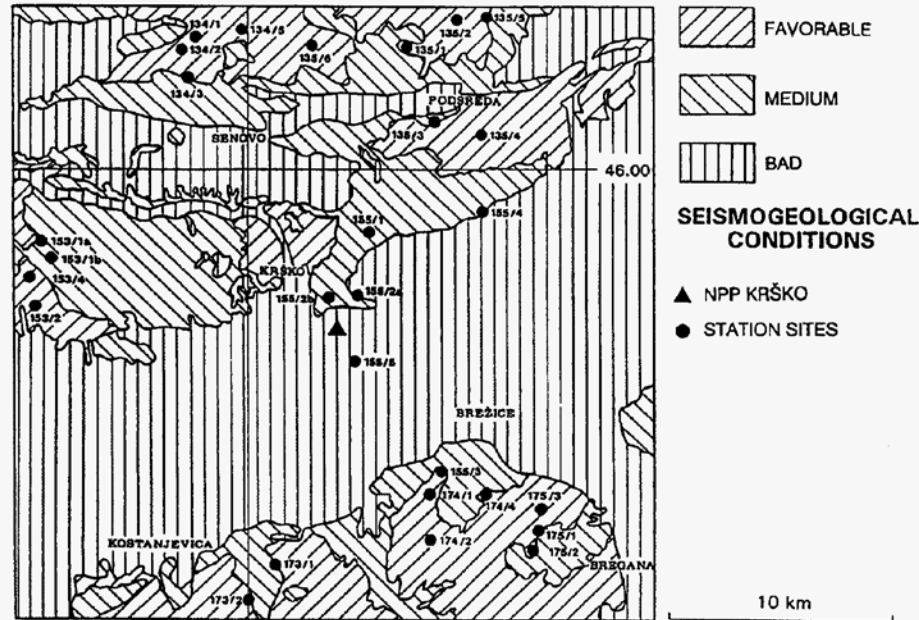 134/1
134/5
134/2
134/3
135/6
135/1
135/2
135/5
PODSREDA
135/3
135/4
SENOVO
46.00
155/1
155/4
153/1a
153/1b
153/4
153/2
KRŠKO
155/2b
155/2a
155/5
BREŽICE
155/3
174/1
174/4
175/3
174/2
175/1
175/2
KOSTANJEVICA
173/1
173/2
BREGANA
FAVORABLE
MEDIUM
BAD
SEISMOGEOLOGICAL
CONDITIONS
NPP KRŠKO
STATION SITES
10 km